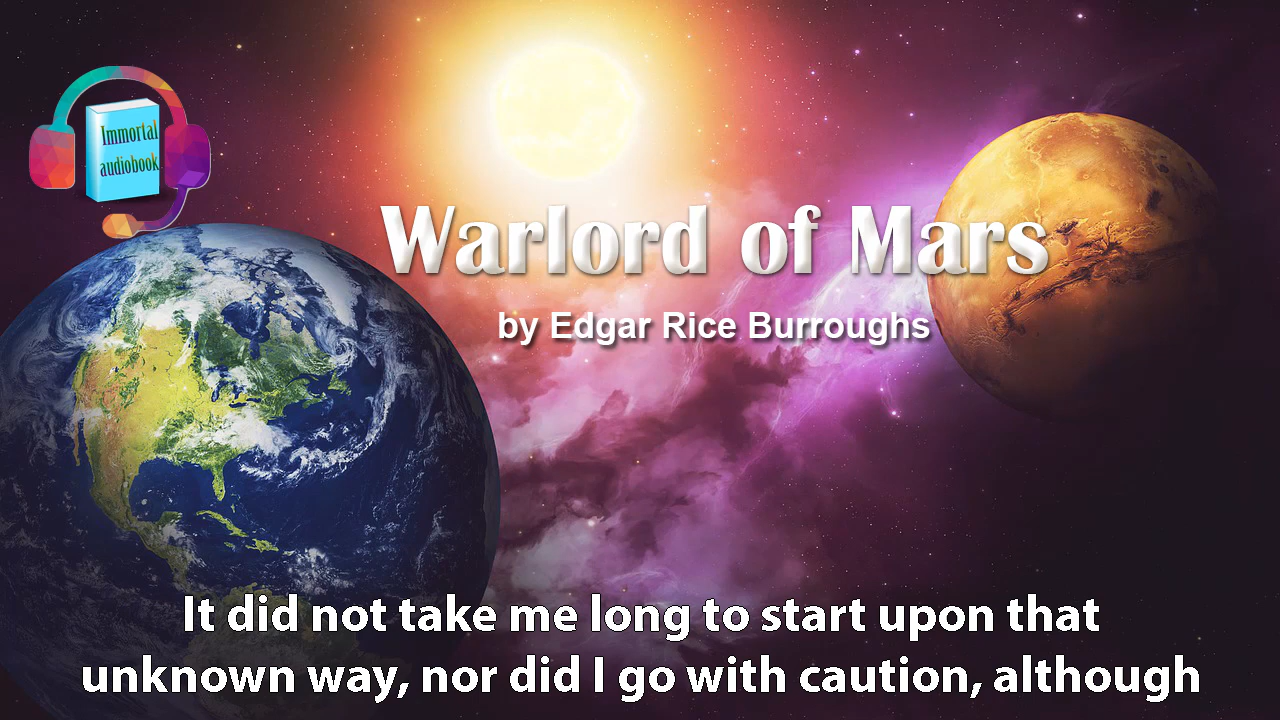 Immortal
audiobook
Warlord of Mars
by Edgar Rice Burroughs
It did not take me long to start upon that
unknown way, nor did I go with caution, although